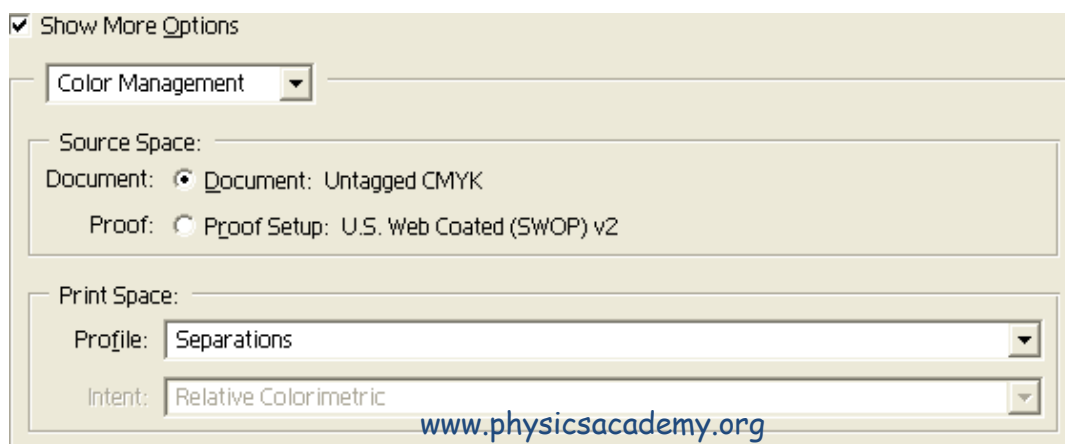 Show More Options
Color Management
Source Space:
Document: Document: Untagged CMYK
Proof: Proof Setup: U.S. Web Coated (SWOP) v2
Print Space:
Profile: Separations
Intent: Relative Colorimetric
www.physicsacademy.org